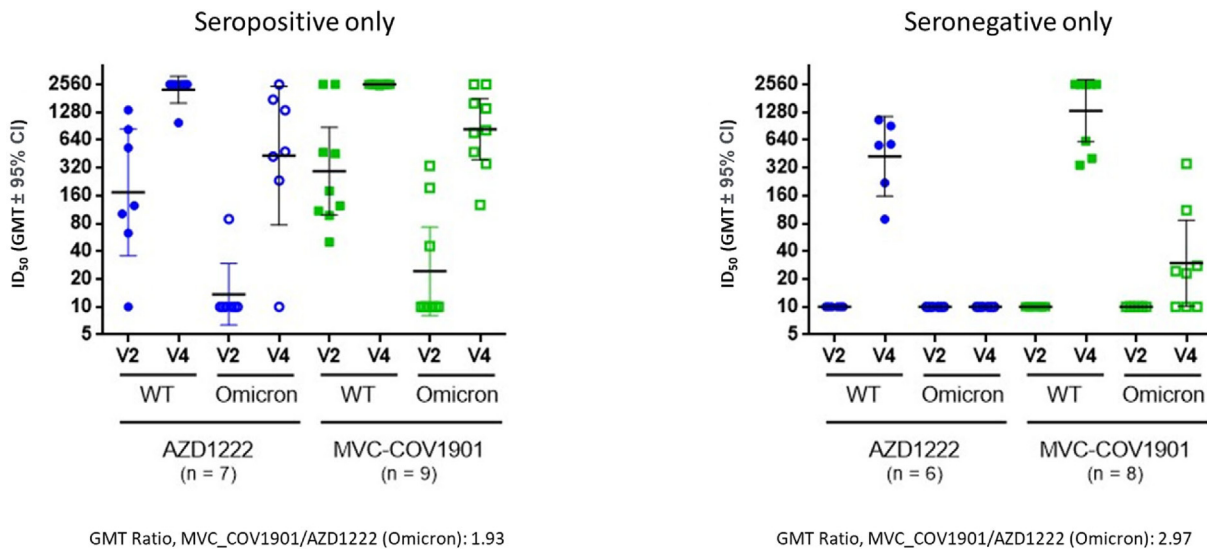 Seropositive only
ID₅₀ (GMT ± 95% CI)
2560
1280
640
320
160
80
40
20
10
5
V2 V4 V2 V4 V2 V4 V2 V4
WT Omicron WT Omicron
AZD1222 MVC-COV1901
(n = 7) (n = 9)
GMT Ratio, MVC_COV1901/AZD1222 (Omicron): 1.93
Seronegative only
ID₅₀ (GMT ± 95% CI)
2560
1280
640
320
160
80
40
20
10
5
V2 V4 V2 V4 V2 V4 V2 V4
WT Omicron WT Omicron
AZD1222 MVC-COV1901
(n = 6) (n = 8)
GMT Ratio, MVC_COV1901/AZD1222 (Omicron): 2.97